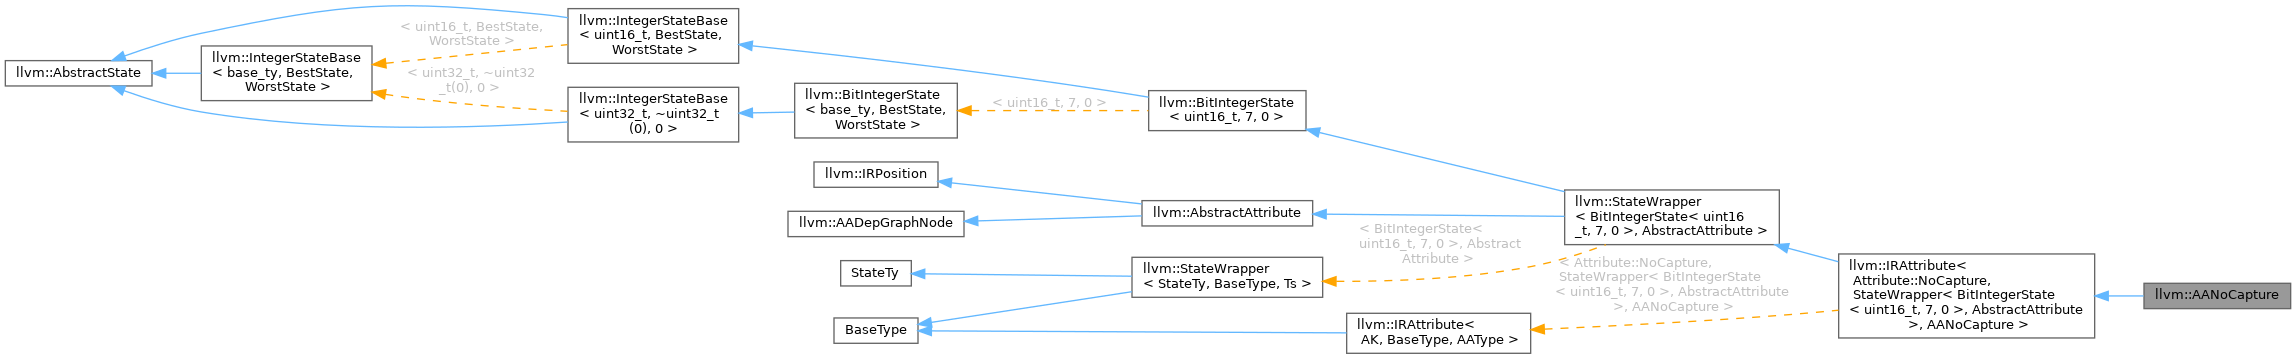 llvm::AbstractState
llvm::IntegerStateBase
< base_ty, BestState,
WorstState >
< uint16_t, BestState,
WorstState >
< uint32_t, ~uint32
_t(0), 0 >
llvm::IntegerStateBase
< uint16_t, BestState,
WorstState >
llvm::IntegerStateBase
< uint32_t, ~uint32_t
(0), 0 >
llvm::BitIntegerState
< base_ty, BestState,
WorstState >
< uint16_t, 7, 0 >
llvm::BitIntegerState
< uint16_t, 7, 0 >
llvm::IRPosition
llvm::AADepGraphNode
llvm::AbstractAttribute
StateTy
BaseType
llvm::StateWrapper
< StateTy, BaseType, Ts >
< BitIntegerState<
uint16_t, 7, 0 >, Abstract
Attribute >
llvm::IRAttribute<
AK, BaseType, AAType >
< Attribute::NoCapture,
StateWrapper< BitIntegerState
< uint16_t, 7, 0 >, AbstractAttribute
>, AANoCapture >
llvm::StateWrapper
< BitIntegerState< uint16
_t, 7, 0 >, AbstractAttribute >
llvm::IRAttribute<
Attribute::NoCapture,
StateWrapper< BitIntegerState
< uint16_t, 7, 0 >, AbstractAttribute
>, AANoCapture >
llvm::AANoCapture